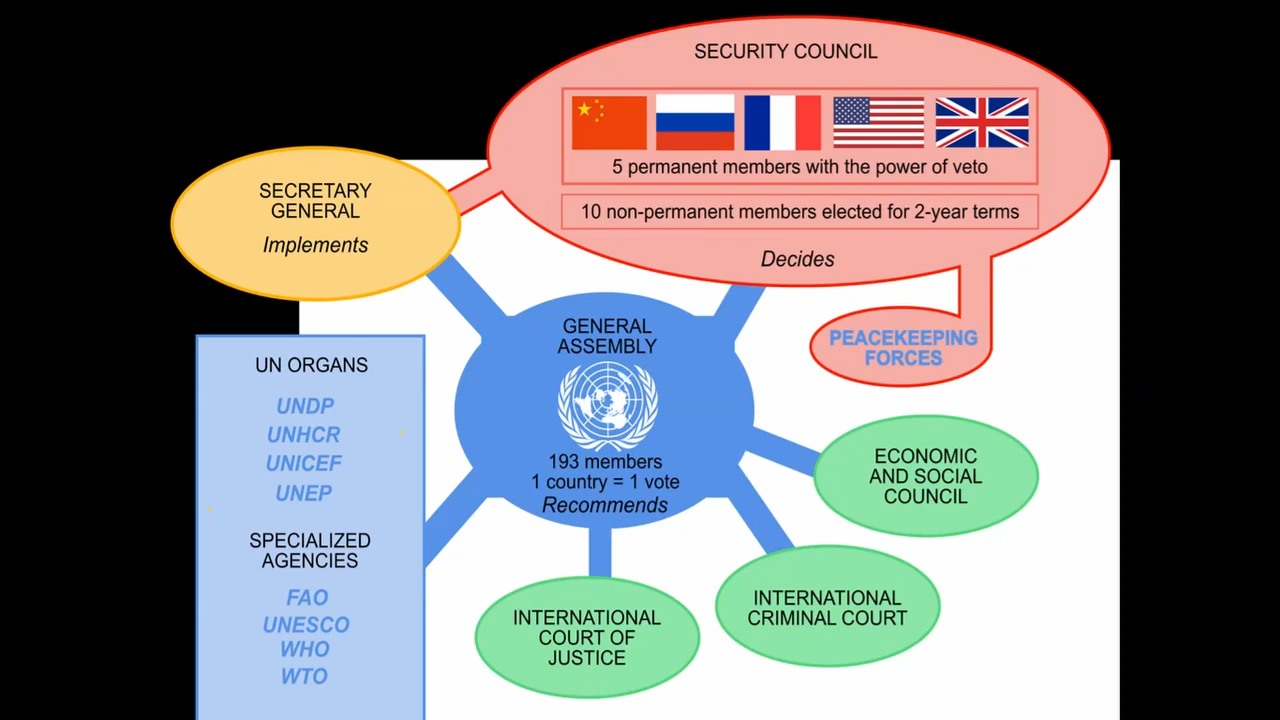 SECURITY COUNCIL
5 permanent members with the power of veto
10 non-permanent members elected for 2-year terms
Decides
SECRETARY
GENERAL
Implements
GENERAL
ASSEMBLY
193 members
1 country = 1 vote
Recommends
PEACEKEEPING
FORCES
UN ORGANS
UNDP
UNHCR
UNICEF
UNEP
SPECIALIZED
AGENCIES
FAO
UNESCO
WHO
WTO
ECONOMIC
AND SOCIAL
COUNCIL
INTERNATIONAL
CRIMINAL COURT
INTERNATIONAL
COURT OF
JUSTICE